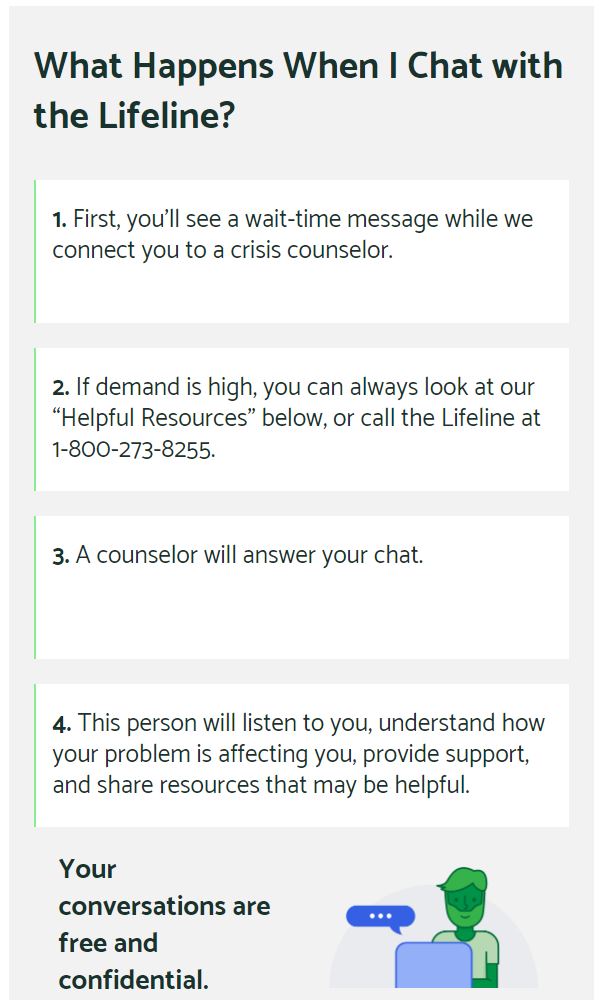 What Happens When I Chat with
the Lifeline?
1. First, you’ll see a wait-time message while we
connect you to a crisis counselor.
2. If demand is high, you can always look at our
“Helpful Resources” below, or call the Lifeline at
1-800-273-8255.
3. A counselor will answer your chat.
4. This person will listen to you, understand how
your problem is affecting you, provide support,
and share resources that may be helpful.
Your
conversations are
free and
confidential.